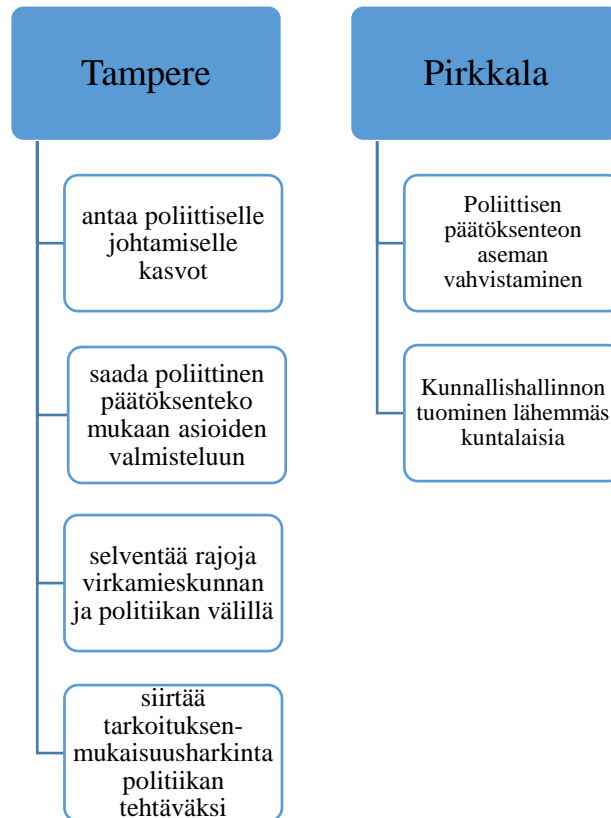 Tampere
antaa poliittiselle
johtamiselle
kasvot
saada poliittinen
päätöksenteko
mukaan asioiden
valmisteluun
selventää rajoja
virkamieskunnan
ja politiikan välillä
siirtää
tarkoituksen-
mukaisuusharkinta
politiikan
tehtäväksi
Pirkkala
Poliittisen
päätöksenteon
aseman
vahvistaminen
Kunnallishallinnon
tuominen lähemmäs
kuntalaisia